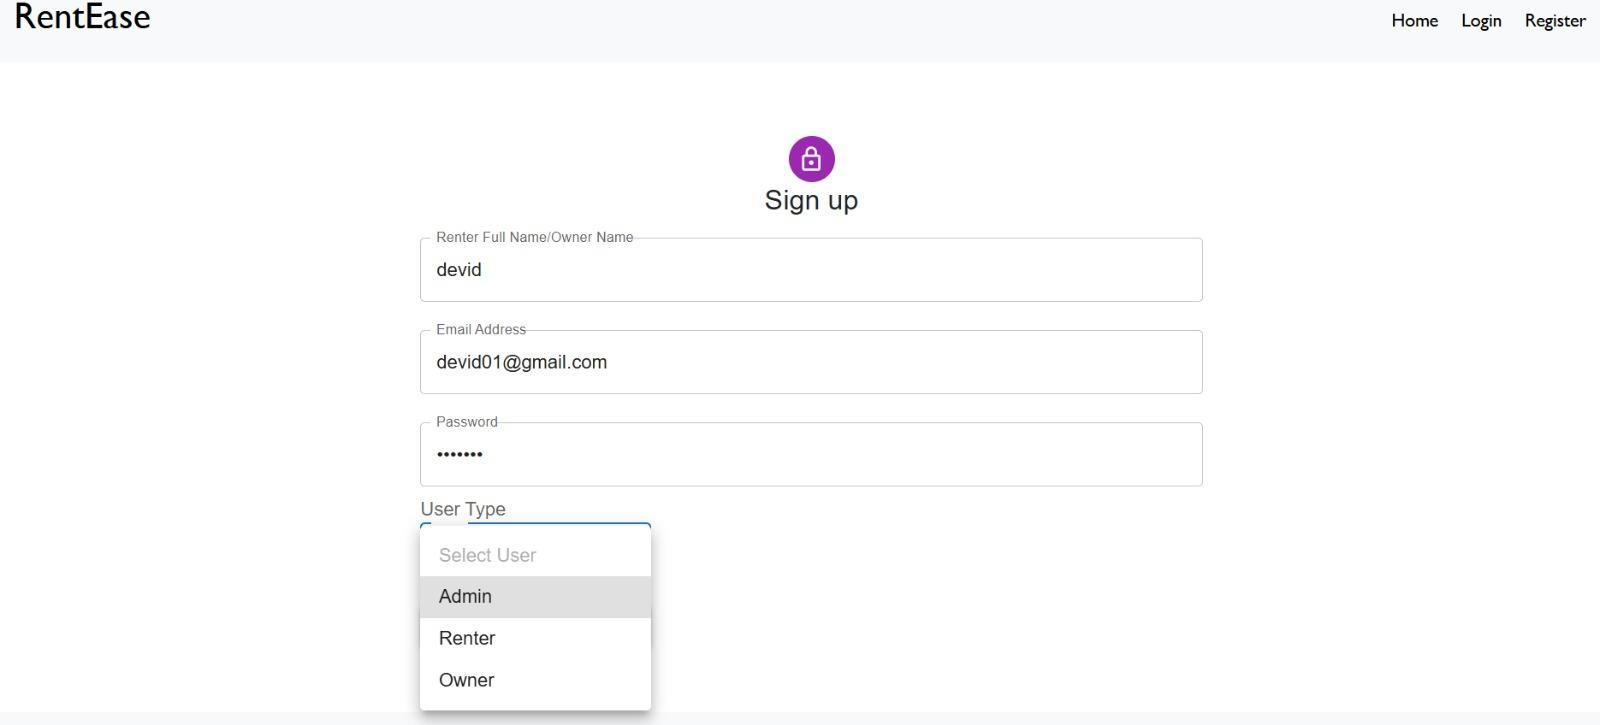 RentEase
Home Login Register
Sign up
Renter Full Name/Owner Name
devid
Email Address
devid01@gmail.com
Password
•••••••
User Type
Select User
Admin
Renter
Owner